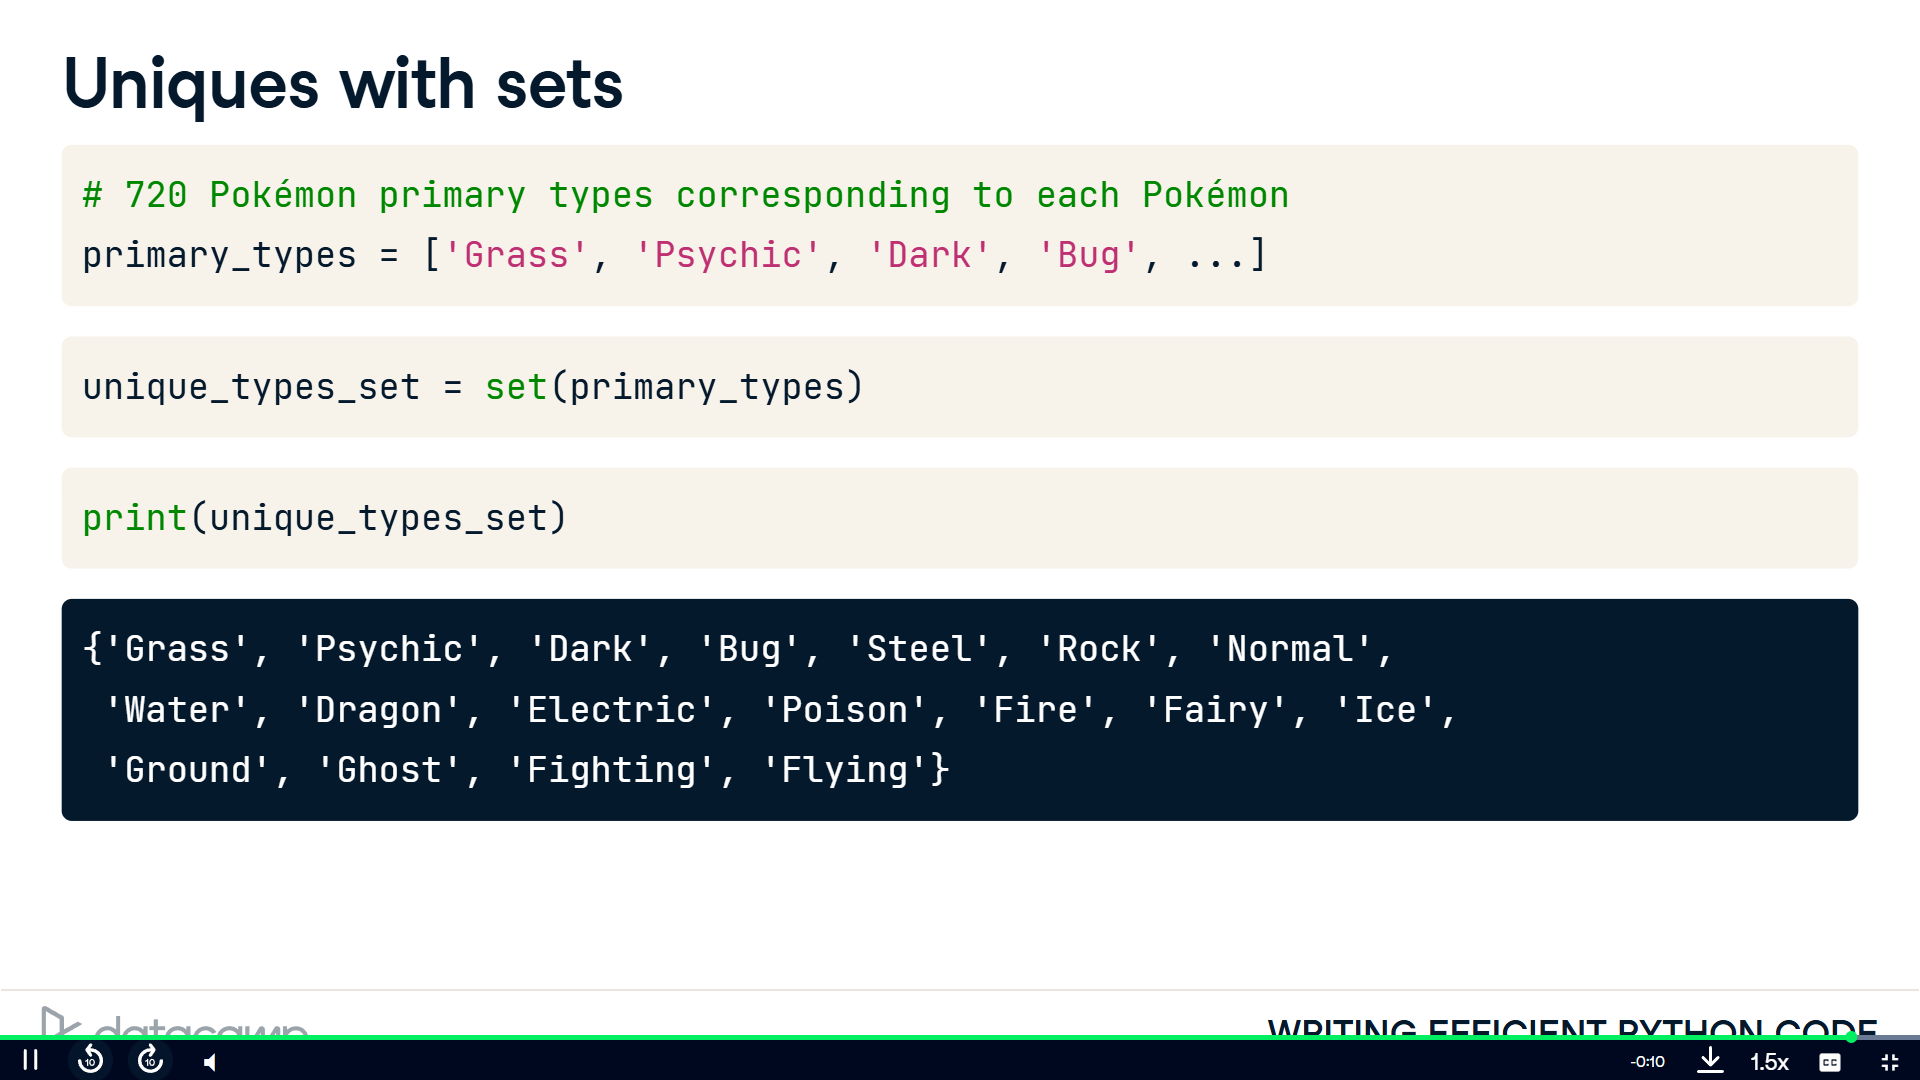 Uniques with sets
# 720 Pokémon primary types corresponding to each Pokémon
primary_types = ['Grass', 'Psychic', 'Dark', 'Bug', ...]
unique_types_set = set(primary_types)
print(unique_types_set)
{'Grass', 'Psychic', 'Dark', 'Bug', 'Steel', 'Rock', 'Normal',
'Water', 'Dragon', 'Electric', 'Poison', 'Fire', 'Fairy', 'Ice',
'Ground', 'Ghost', 'Fighting', 'Flying'}
datacamp
WRITING EFFICIENT PYTHON CODE
10
10
-0:10
1.5x
CC